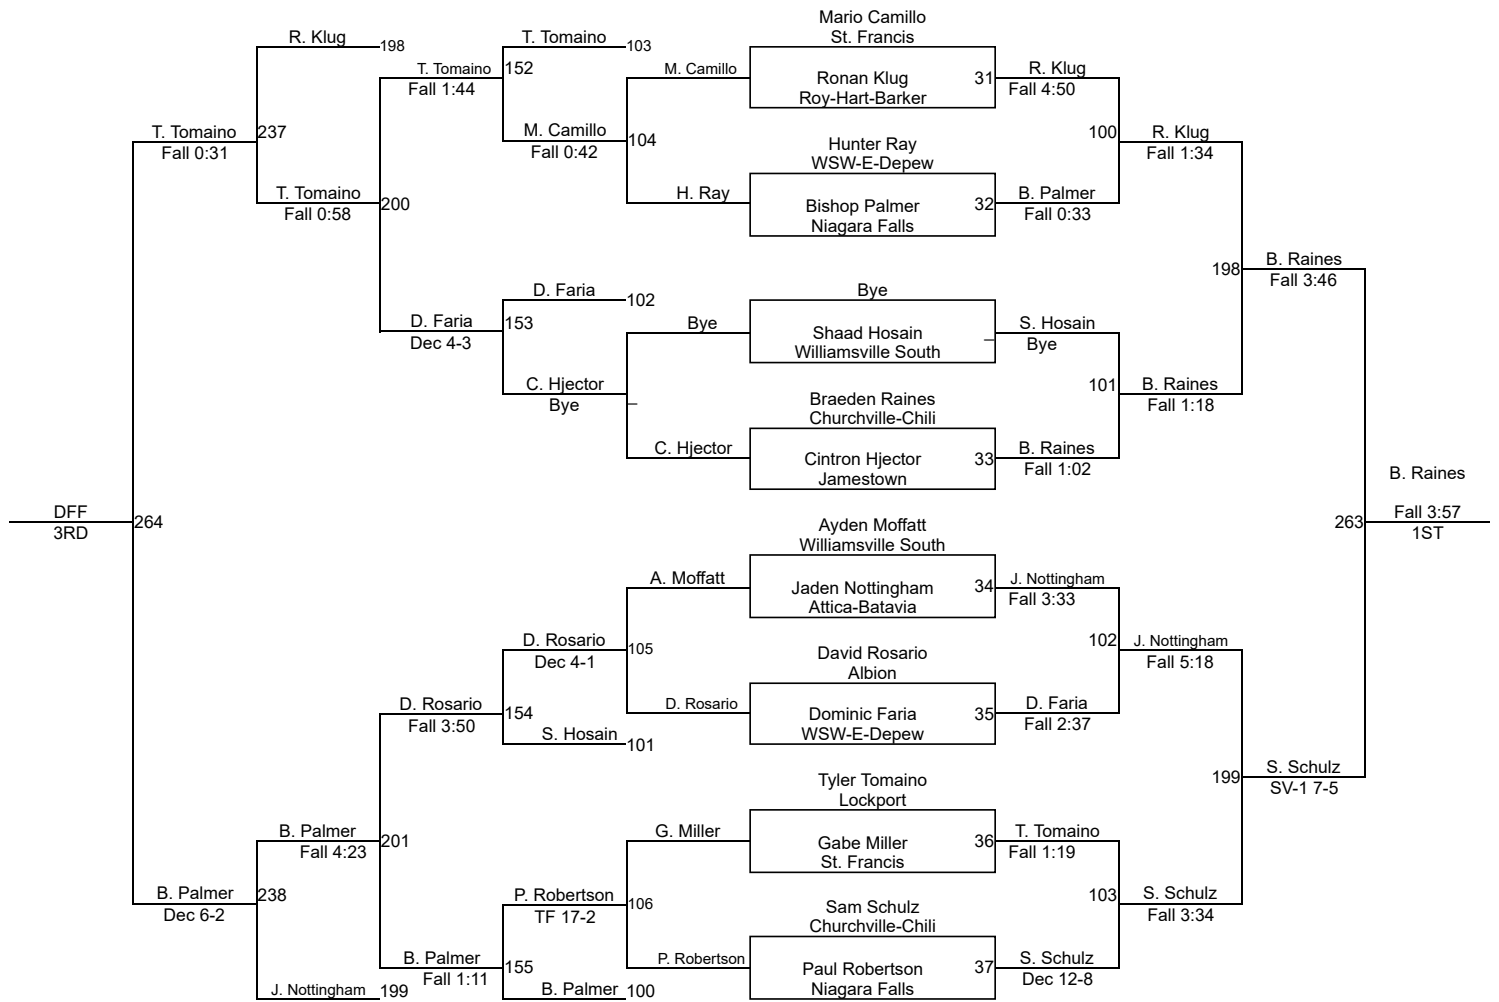 Mario Camillo
St. Francis
R. Klug
198
T. Tomaino
103
T. Tomaino
152
Fall 1:44
M. Camillo
Ronan Klug
Roy-Hart-Barker
31
R. Klug
Fall 4:50
T. Tomaino
237
Fall 0:31
M. Camillo
104
Fall 0:42
Hunter Ray
WSW-E-Depew
100
R. Klug
Fall 1:34
T. Tomaino
200
Fall 0:58
H. Ray
Bishop Palmer
Niagara Falls
32
B. Palmer
Fall 0:33
198
B. Raines
Fall 3:46
D. Faria
102
Bye
D. Faria
153
Dec 4-3
Bye
Shaad Hosain
Williamsville South
S. Hosain
Bye
C. Hjector
Bye
Braeden Raines
Churchville-Chili
101
B. Raines
Fall 1:18
C. Hjector
Cintron Hjector
Jamestown
33
B. Raines
Fall 1:02
B. Raines
DFF
264
3RD
263
Fall 3:57
1ST
Ayden Moffatt
Williamsville South
A. Moffatt
Jaden Nottingham
Attica-Batavia
34
J. Nottingham
Fall 3:33
D. Rosario
105
Dec 4-1
David Rosario
Albion
102
J. Nottingham
Fall 5:18
D. Rosario
154
Fall 3:50
D. Rosario
Dominic Faria
WSW-E-Depew
35
D. Faria
Fall 2:37
S. Hosain
101
Tyler Tomaino
Lockport
199
S. Schulz
SV-1 7-5
B. Palmer
201
Fall 4:23
G. Miller
Gabe Miller
St. Francis
36
T. Tomaino
Fall 1:19
B. Palmer
238
Dec 6-2
P. Robertson
106
TF 17-2
Sam Schulz
Churchville-Chili
103
S. Schulz
Fall 3:34
B. Palmer
155
Fall 1:11
P. Robertson
Paul Robertson
Niagara Falls
37
S. Schulz
Dec 12-8
J. Nottingham
199
B. Palmer
100